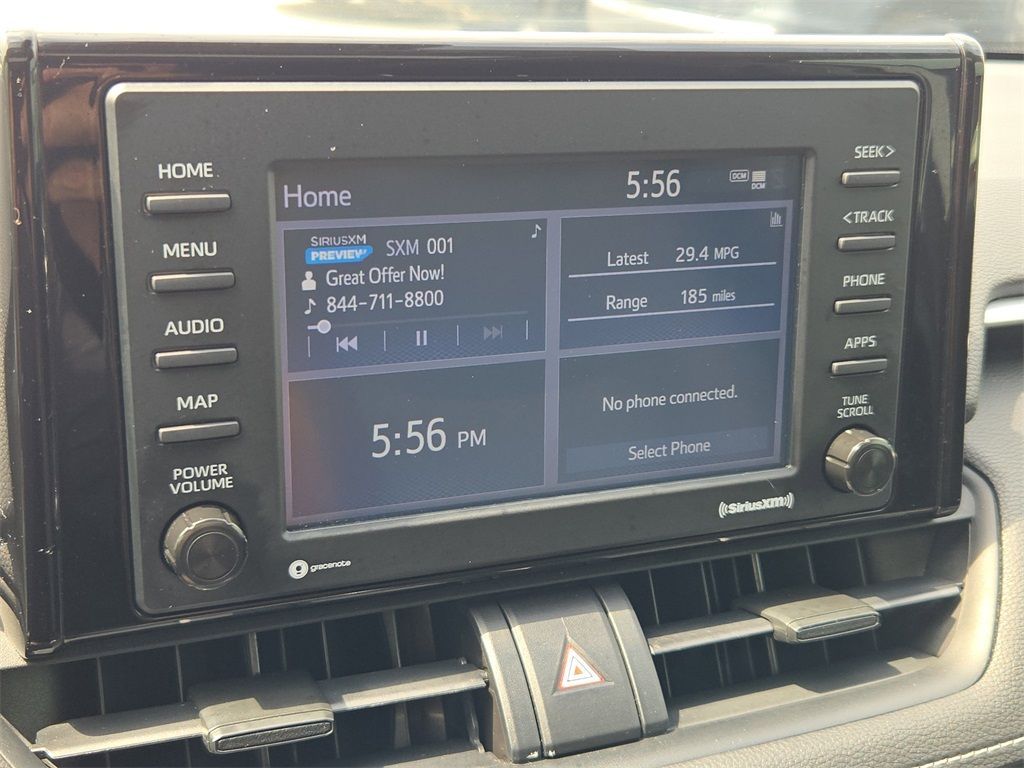 HOME
MENU
AUDIO
MAP
POWER
VOLUME
Home
5:56
DCM
DCM
SIRIUSXM
PREVIEW
SXM 001
Great Offer Now!
844-711-8800
Latest 29.4 MPG
Range 185 miles
5:56 PM
No phone connected.
Select Phone
SEEK>
<TRACK
PHONE
APPS
TUNE
SCROLL
gracenote
((SiriusXM))